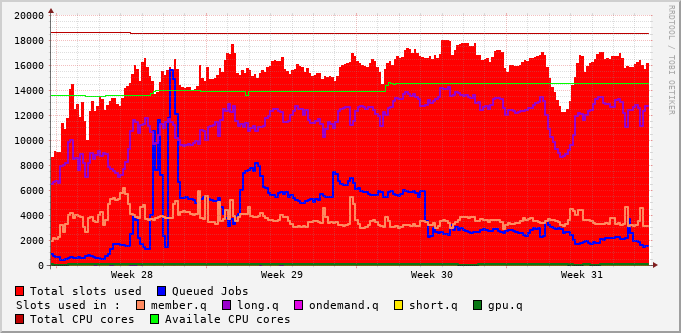 20000
18000
16000
14000
12000
10000
8000
6000
4000
2000
0
Week 28 Week 29 Week 30 Week 31
RRDTOOL / TOBI OETIKER
Total slots used Queued Jobs
Slots used in : member.q long.q ondemand.q short.q gpu.q
Total CPU cores Availale CPU cores